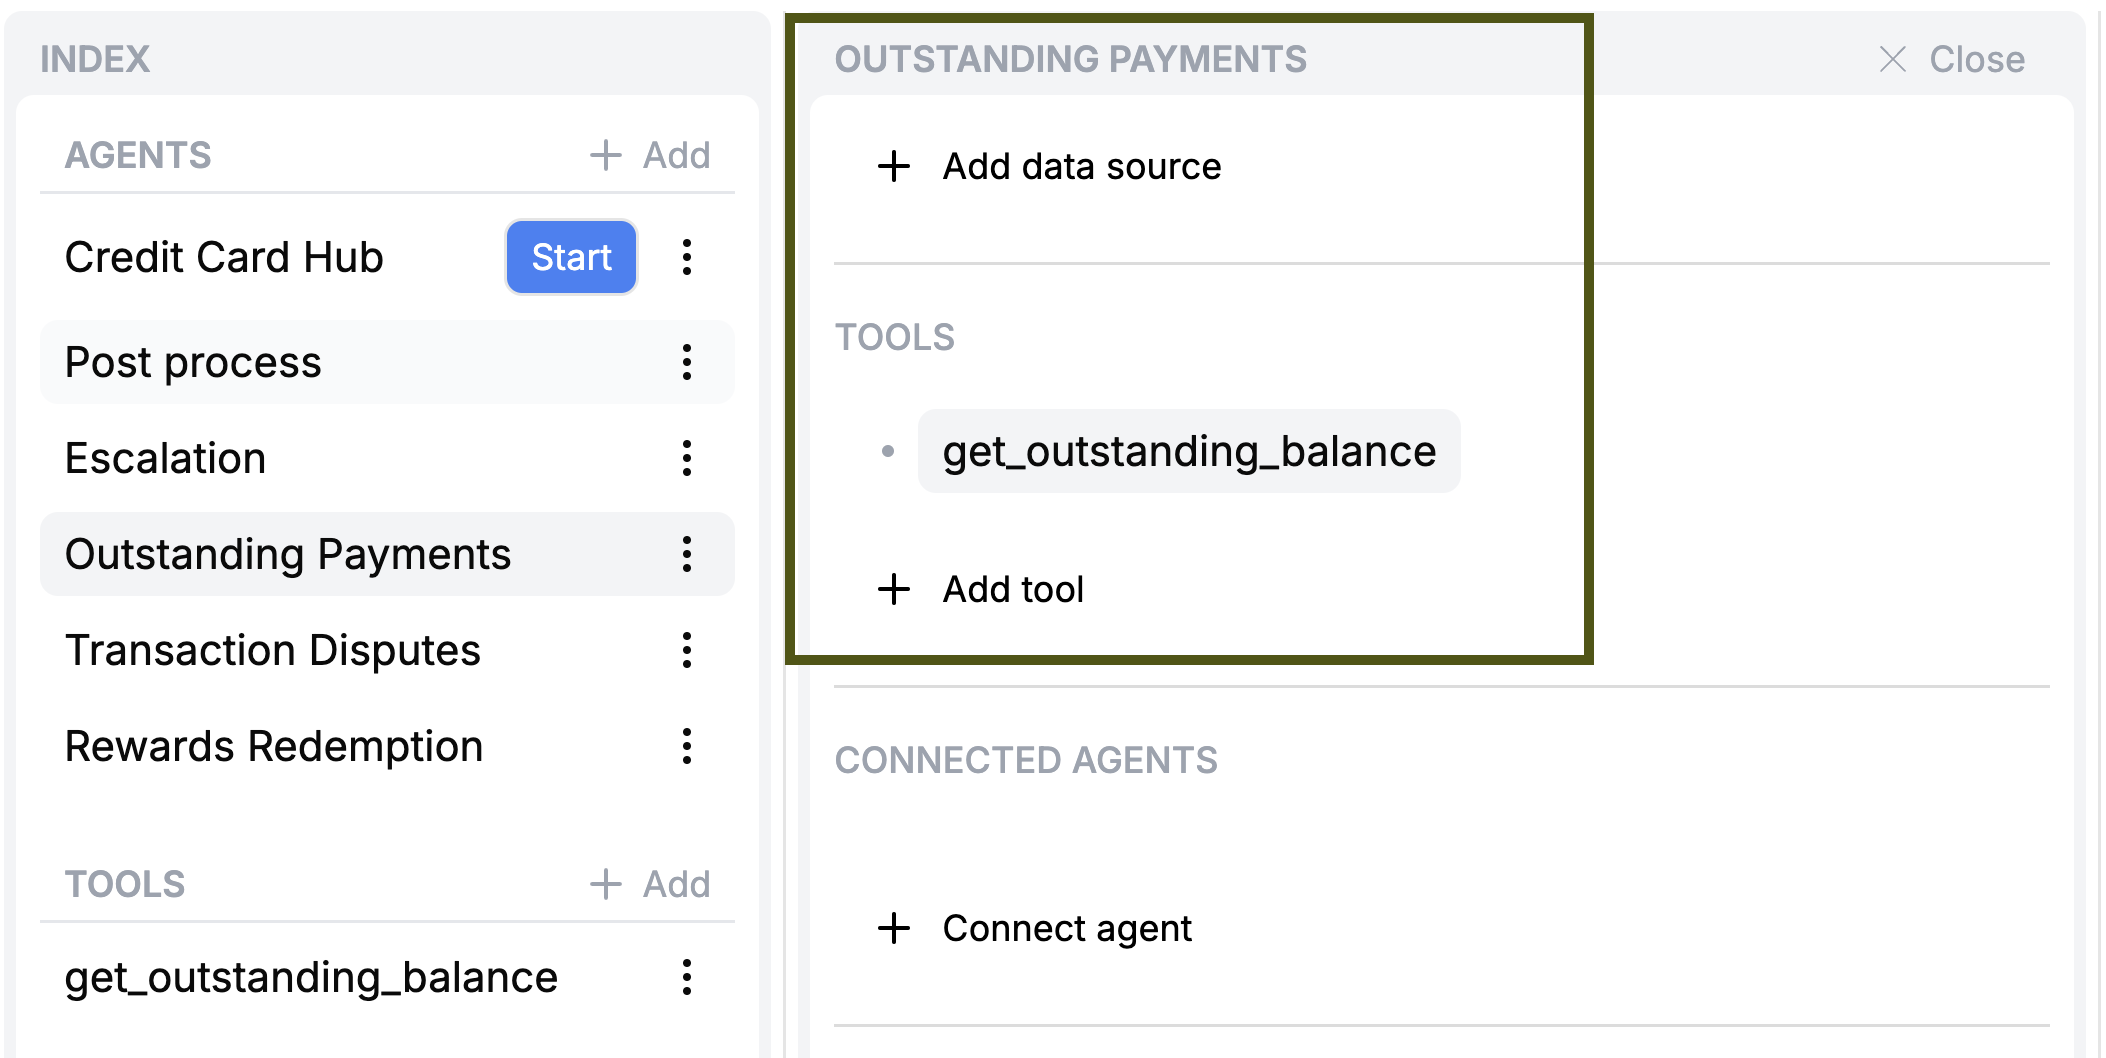 INDEX
AGENTS
+ Add
Credit Card Hub
Start
Post process
Escalation
Outstanding Payments
Transaction Disputes
Rewards Redemption
TOOLS
+ Add
get_outstanding_balance
OUTSTANDING PAYMENTS
× Close
+ Add data source
TOOLS
• get_outstanding_balance
+ Add tool
CONNECTED AGENTS
+ Connect agent